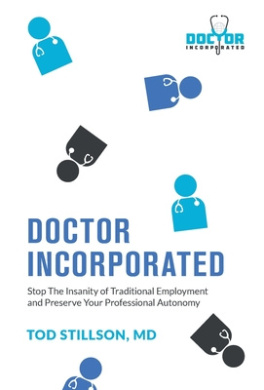 DOCTOR
INCORPORATED
DOCTOR
INCORPORATED
Stop The Insanity of Traditional Employment
and Preserve Your Professional Autonomy
TOD STILLSON, MD